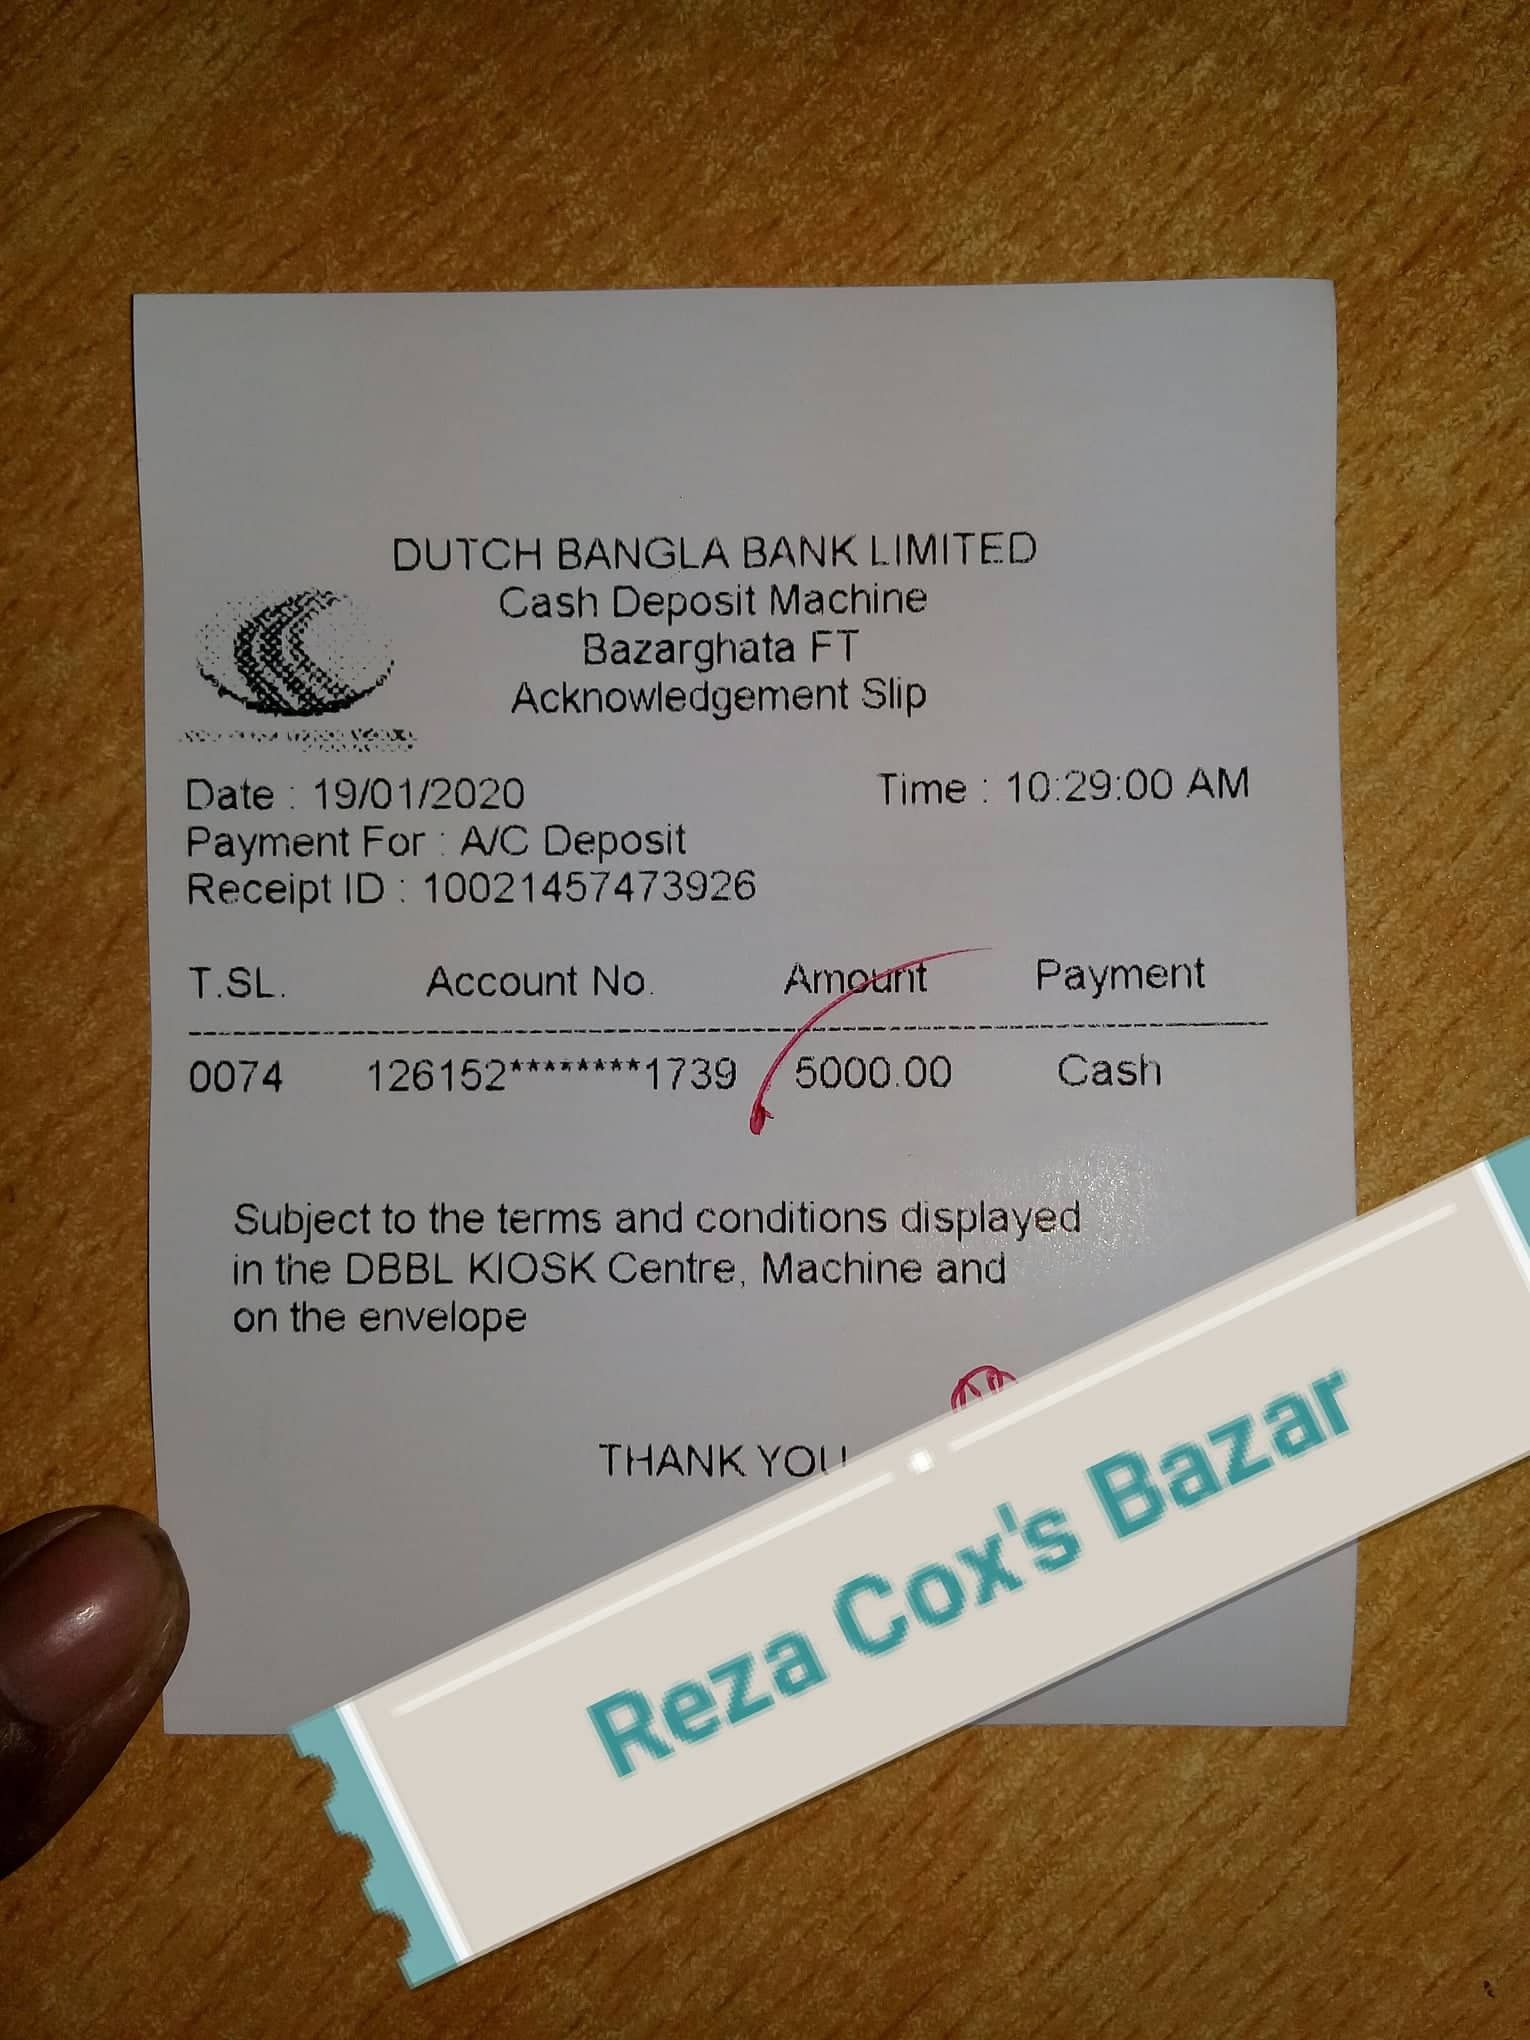 DUTCH BANGLA BANK LIMITED
Cash Deposit Machine
Bazarghata FT
Acknowledgement Slip
Date : 19/01/2020 Time : 10:29:00 AM
Payment For : A/C Deposit
Receipt ID : 10021457473926
T.SL. Account No. Amount Payment
0074 126152********1739 5000.00 Cash
Subject to the terms and conditions displayed
in the DBBL KIOSK Centre, Machine and
on the envelope
THANK YOU
Reza Cox's Bazar